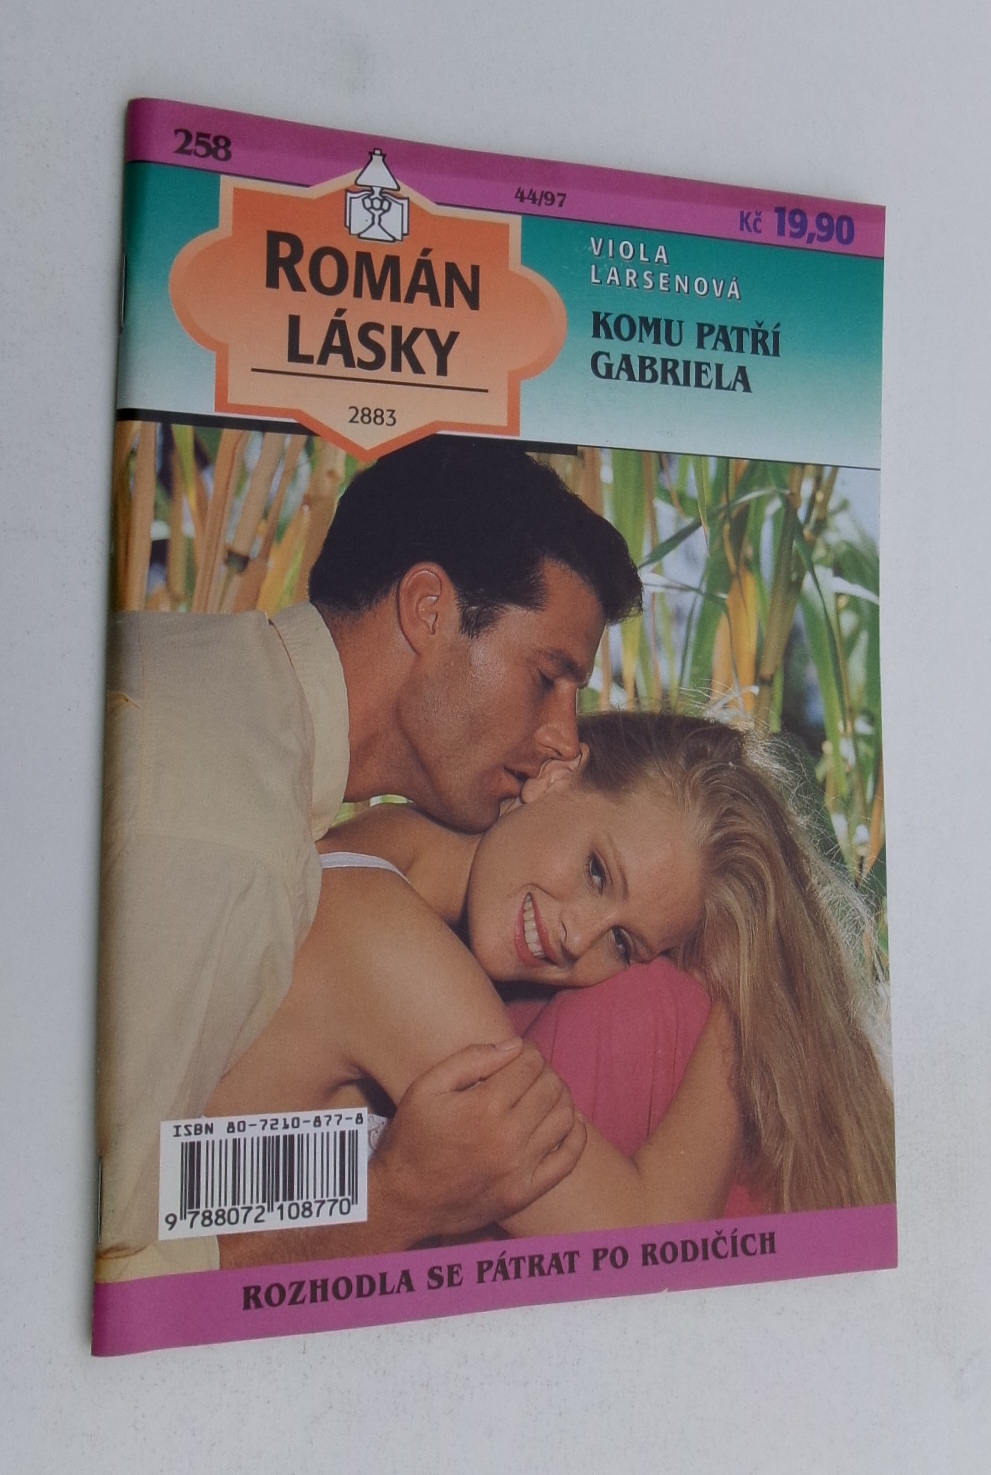 258
44/97
Kč 19,90
ROMÁN
LÁSKY
2883
VIOLA
LARSENOVÁ
KOMU PATŘÍ
GABRIELA
ISBN 80-7210-877-8
9 788072 108770
ROZHODLA SE PÁTRAT PO RODIČÍCH